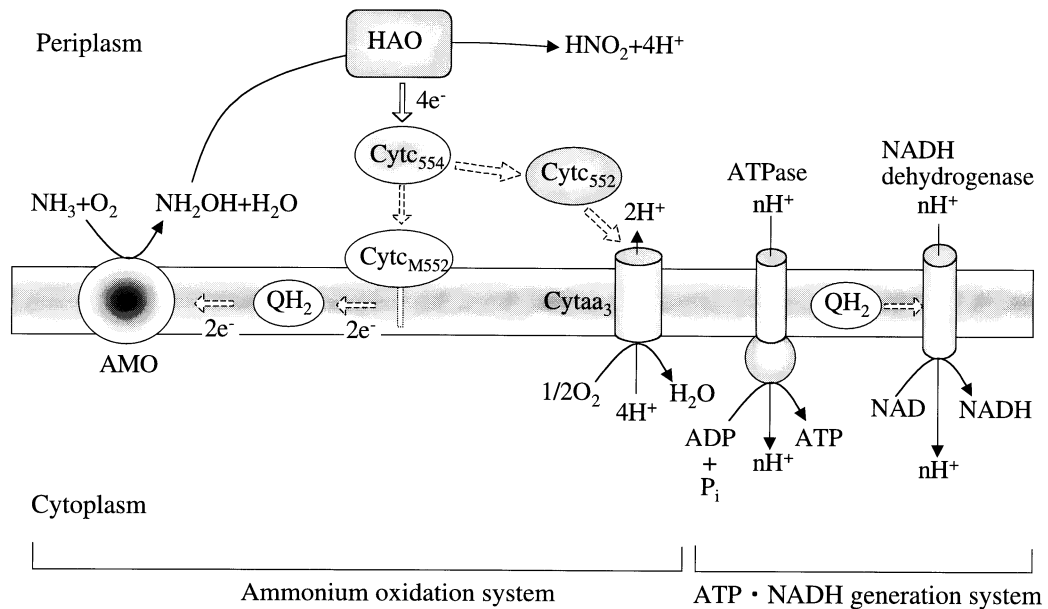 Periplasm
HAO
HNO₂+4H⁺
4e⁻
Cytc₅₅₄
Cytc₅₅₂
NH₃+O₂
NH₂OH+H₂O
2H⁺
ATPase
nH⁺
NADH
dehydrogenase
nH⁺
Cytc_M552
QH₂
2e⁻
2e⁻
AMO
Cytaa₃
QH₂
1/2O₂
4H⁺
H₂O
ADP
+
Pᵢ
nH⁺
ATP
NAD
NADH
nH⁺
Cytoplasm
Ammonium oxidation system
ATP・NADH generation system